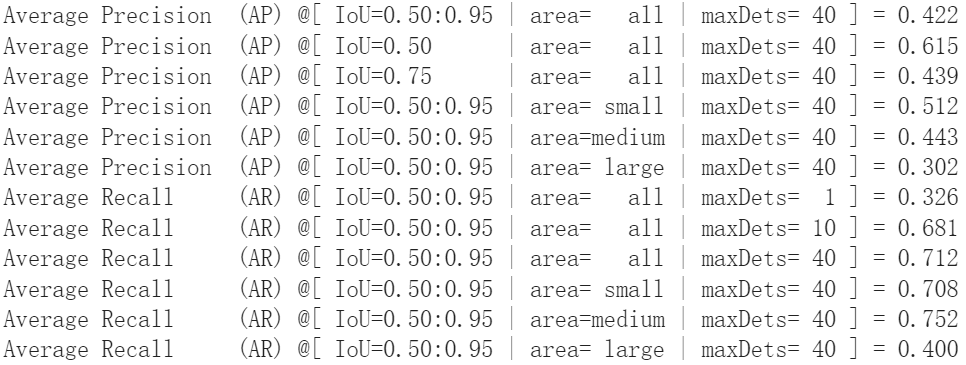 Average Precision  (AP) @[ IoU=0.50:0.95 | area=   all | maxDets= 40 ] = 0.422
Average Precision  (AP) @[ IoU=0.50      | area=   all | maxDets= 40 ] = 0.615
Average Precision  (AP) @[ IoU=0.75      | area=   all | maxDets= 40 ] = 0.439
Average Precision  (AP) @[ IoU=0.50:0.95 | area= small | maxDets= 40 ] = 0.512
Average Precision  (AP) @[ IoU=0.50:0.95 | area=medium | maxDets= 40 ] = 0.443
Average Precision  (AP) @[ IoU=0.50:0.95 | area= large | maxDets= 40 ] = 0.302
Average Recall     (AR) @[ IoU=0.50:0.95 | area=   all | maxDets=  1 ] = 0.326
Average Recall     (AR) @[ IoU=0.50:0.95 | area=   all | maxDets= 10 ] = 0.681
Average Recall     (AR) @[ IoU=0.50:0.95 | area=   all | maxDets= 40 ] = 0.712
Average Recall     (AR) @[ IoU=0.50:0.95 | area= small | maxDets= 40 ] = 0.708
Average Recall     (AR) @[ IoU=0.50:0.95 | area=medium | maxDets= 40 ] = 0.752
Average Recall     (AR) @[ IoU=0.50:0.95 | area= large | maxDets= 40 ] = 0.400